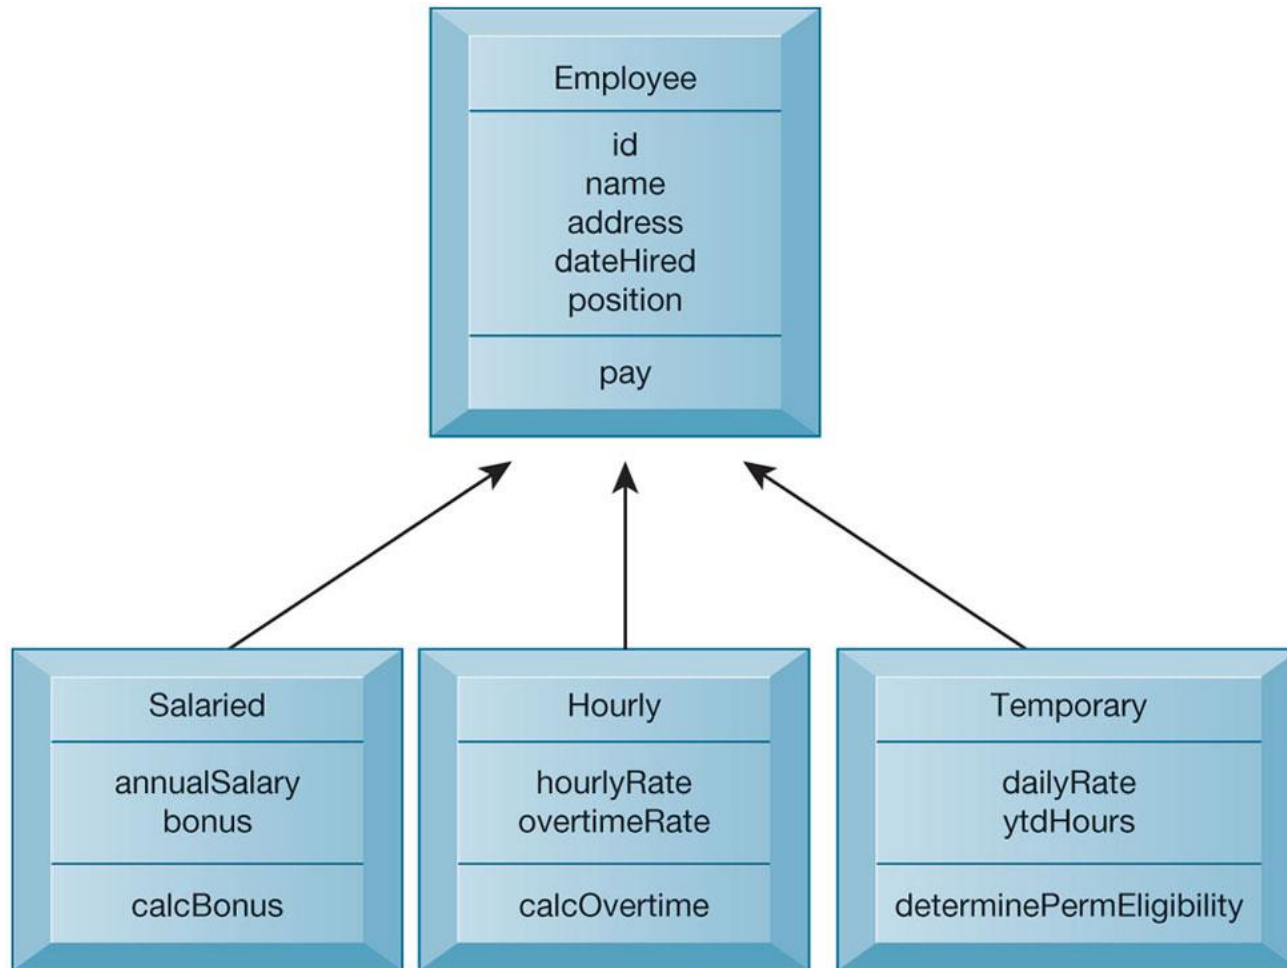 Employee
id
name
address
dateHired
position
pay
Salaried
annualSalary
bonus
calcBonus
Hourly
hourlyRate
overtimeRate
calcOvertime
Temporary
dailyRate
ytdHours
determinePermEligibility